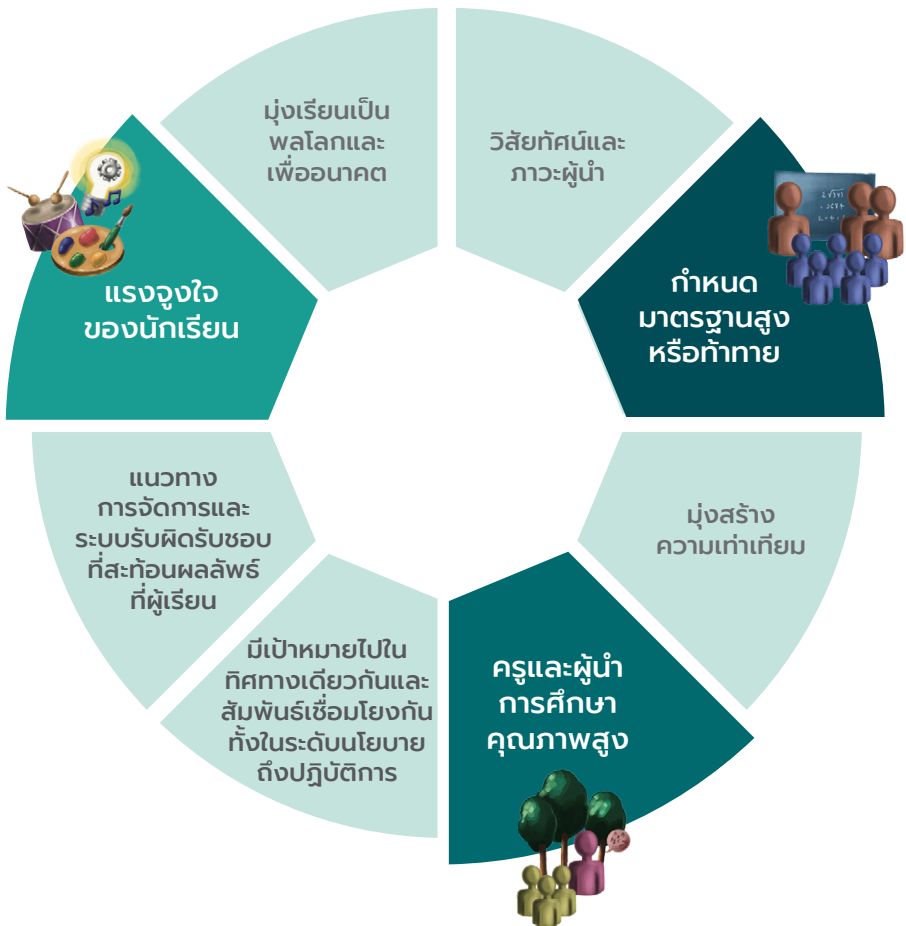 มุ่งเรียนเป็น
พลโลกและ
เพื่ออนาคต
วิสัยทัศน์และ
ภาวะผู้นำ
แรงจูงใจ
ของนักเรียน
กำหนด
มาตรฐานสูง
หรือท้าทาย
แนวทาง
การจัดการและ
ระบบรับผิดรับชอบ
ที่สะท้อนผลลัพธ์
ที่ผู้เรียน
มุ่งสร้าง
ความเท่าเทียม
มีเป้าหมายไปใน
ทิศทางเดียวกันและ
สัมพันธ์เชื่อมโยงกัน
ทั้งในระดับนโยบาย
ถึงปฏิบัติการ
ครูและผู้นำ
การศึกษา
คุณภาพสูง